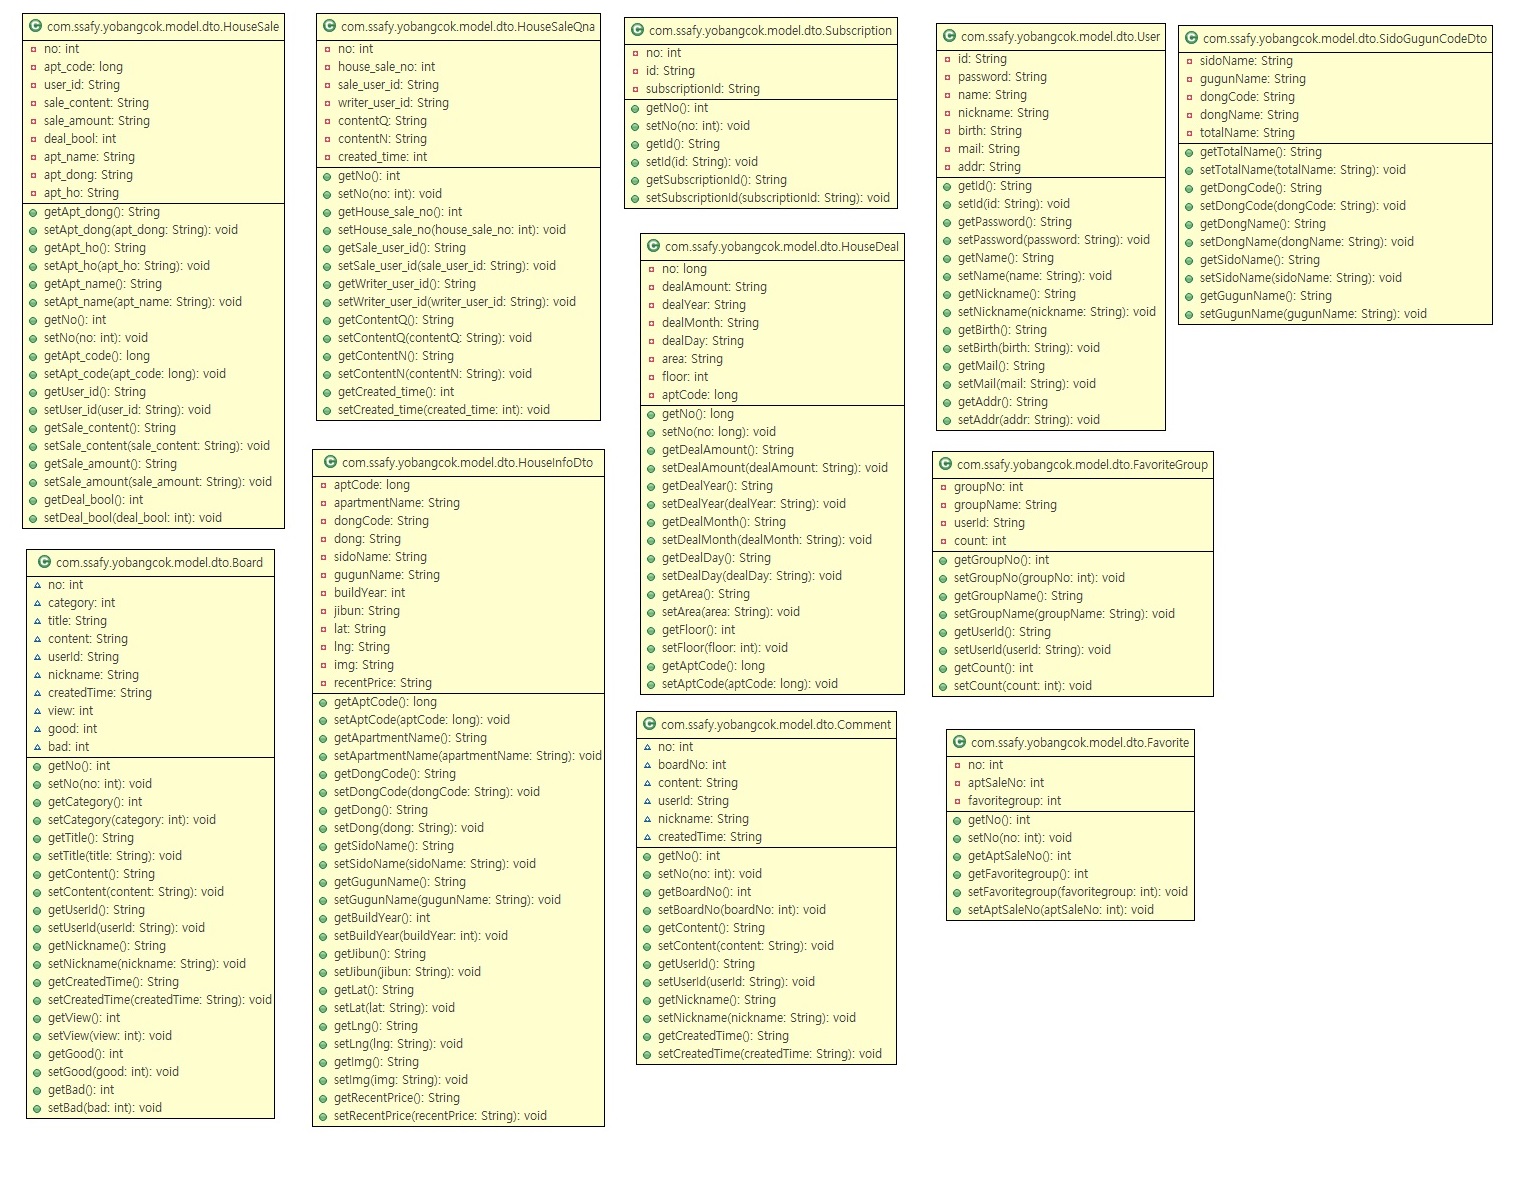 com.ssafy.yobangcok.model.dto.HouseSale
no: int
apt_code: long
user_id: String
sale_content: String
sale_amount: String
deal_bool: int
apt_name: String
apt_dong: String
apt_ho: String
getApt_dong(): String
setApt_dong(apt_dong: String): void
getApt_ho(): String
setApt_ho(apt_ho: String): void
getApt_name(): String
setApt_name(apt_name: String): void
getNo(): int
setNo(no: int): void
getApt_code(): long
setApt_code(apt_code: long): void
getUser_id(): String
setUser_id(user_id: String): void
getSale_content(): String
setSale_content(sale_content: String): void
getSale_amount(): String
setSale_amount(sale_amount: String): void
getDeal_bool(): int
setDeal_bool(deal_bool: int): void
com.ssafy.yobangcok.model.dto.Board
no: int
category: int
title: String
content: String
userId: String
nickname: String
createdTime: String
view: int
good: int
bad: int
getNo(): int
setNo(no: int): void
getCategory(): int
setCategory(category: int): void
getTitle(): String
setTitle(title: String): void
getContent(): String
setContent(content: String): void
getUserId(): String
setUserId(userId: String): void
getNickname(): String
setNickname(nickname: String): void
getCreatedTime(): String
setCreatedTime(createdTime: String): void
getView(): int
setView(view: int): void
getGood(): int
setGood(good: int): void
getBad(): int
setBad(bad: int): void
com.ssafy.yobangcok.model.dto.HouseSaleQna
no: int
house_sale_no: int
sale_user_id: String
writer_user_id: String
contentQ: String
contentN: String
created_time: int
getNo(): int
setNo(no: int): void
getHouse_sale_no(): int
setHouse_sale_no(house_sale_no: int): void
getSale_user_id(): String
setSale_user_id(sale_user_id: String): void
getWriter_user_id(): String
setWriter_user_id(writer_user_id: String): void
getContentQ(): String
setContentQ(contentQ: String): void
getContentN(): String
setContentN(contentN: String): void
getCreated_time(): int
setCreated_time(created_time: int): void
com.ssafy.yobangcok.model.dto.HouseInfoDto
aptCode: long
apartmentName: String
dongCode: String
dong: String
sidoName: String
gugunName: String
buildYear: int
jibun: String
lat: String
lng: String
img: String
recentPrice: String
getAptCode(): long
setAptCode(aptCode: long): void
getApartmentName(): String
setApartmentName(apartmentName: String): void
getDongCode(): String
setDongCode(dongCode: String): void
getDong(): String
setDong(dong: String): void
getSidoName(): String
setSidoName(sidoName: String): void
getGugunName(): String
setGugunName(gugunName: String): void
getBuildYear(): int
setBuildYear(buildYear: int): void
getJibun(): String
setJibun(jibun: String): void
getLat(): String
setLat(lat: String): void
getLng(): String
setLng(lng: String): void
getImg(): String
setImg(img: String): void
getRecentPrice(): String
setRecentPrice(recentPrice: String): void
com.ssafy.yobangcok.model.dto.Subscription
no: int
id: String
subscriptionId: String
getNo(): int
setNo(no: int): void
getId(): String
setId(id: String): void
getSubscriptionId(): String
setSubscriptionId(subscriptionId: String): void
com.ssafy.yobangcok.model.dto.HouseDeal
no: long
dealAmount: String
dealYear: String
dealMonth: String
dealDay: String
area: String
floor: int
aptCode: long
getNo(): long
setNo(no: long): void
getDealAmount(): String
setDealAmount(dealAmount: String): void
getDealYear(): String
setDealYear(dealYear: String): void
getDealMonth(): String
setDealMonth(dealMonth: String): void
getDealDay(): String
setDealDay(dealDay: String): void
getArea(): String
setArea(area: String): void
getFloor(): int
setFloor(floor: int): void
getAptCode(): long
setAptCode(aptCode: long): void
com.ssafy.yobangcok.model.dto.Comment
no: int
boardNo: int
content: String
userId: String
nickname: String
createdTime: String
getNo(): int
setNo(no: int): void
getBoardNo(): int
setBoardNo(boardNo: int): void
getContent(): String
setContent(content: String): void
getUserId(): String
setUserId(userId: String): void
getNickname(): String
setNickname(nickname: String): void
getCreatedTime(): String
setCreatedTime(createdTime: String): void
com.ssafy.yobangcok.model.dto.User
id: String
password: String
name: String
nickname: String
birth: String
mail: String
addr: String
getId(): String
setId(id: String): void
getPassword(): String
setPassword(password: String): void
getName(): String
setName(name: String): void
getNickname(): String
setNickname(nickname: String): void
getBirth(): String
setBirth(birth: String): void
getMail(): String
setMail(mail: String): void
getAddr(): String
setAddr(addr: String): void
com.ssafy.yobangcok.model.dto.FavoriteGroup
groupNo: int
groupName: String
userId: String
count: int
getGroupNo(): int
setGroupNo(groupNo: int): void
getGroupName(): String
setGroupName(groupName: String): void
getUserId(): String
setUserId(userId: String): void
getCount(): int
setCount(count: int): void
com.ssafy.yobangcok.model.dto.Favorite
no: int
aptSaleNo: int
favoritegroup: int
getNo(): int
setNo(no: int): void
getAptSaleNo(): int
getFavoritegroup(): int
setFavoritegroup(favoritegroup: int): void
setAptSaleNo(aptSaleNo: int): void
com.ssafy.yobangcok.model.dto.SidoGugunCodeDto
sidoName: String
gugunName: String
dongCode: String
dongName: String
totalName: String
getTotalName(): String
setTotalName(totalName: String): void
getDongCode(): String
setDongCode(dongCode: String): void
getDongName(): String
setDongName(dongName: String): void
getSidoName(): String
setSidoName(sidoName: String): void
getGugunName(): String
setGugunName(gugunName: String): void